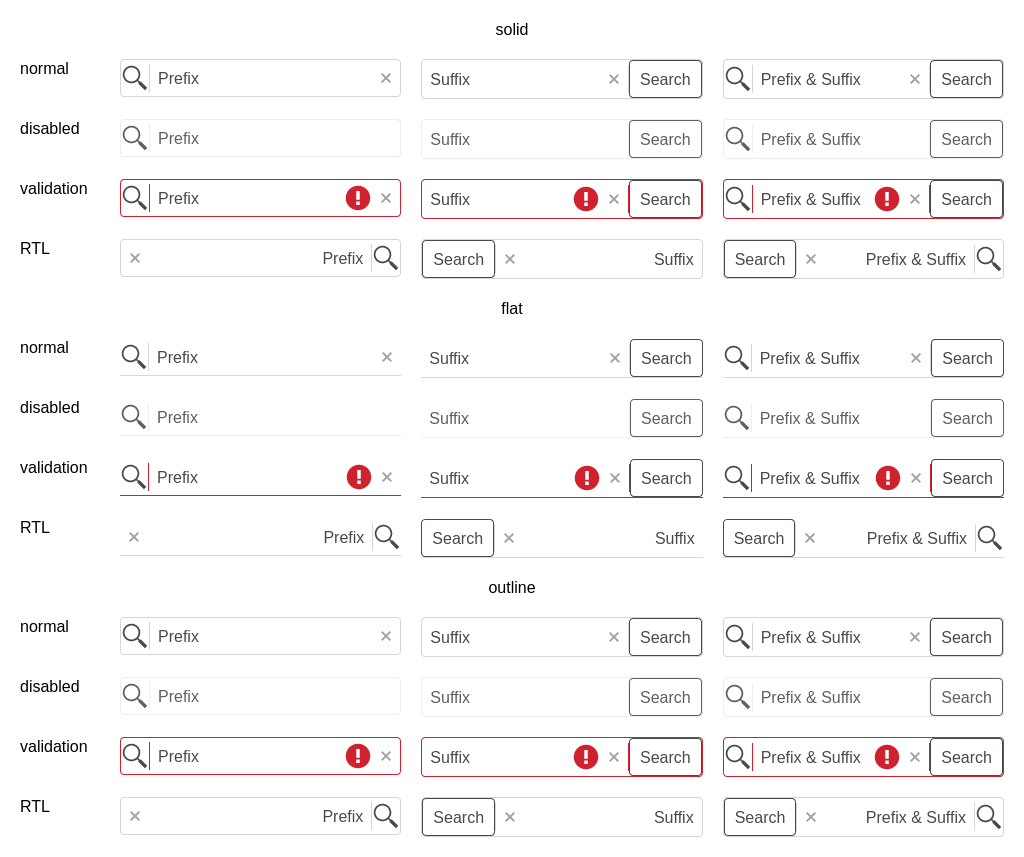 solid
normal Prefix Suffix Search Prefix & Suffix Search
disabled Prefix Suffix Search Prefix & Suffix Search
validation Prefix Suffix Search Prefix & Suffix Search
RTL Prefix Search Suffix Search Prefix & Suffix
flat
normal Prefix Suffix Search Prefix & Suffix Search
disabled Prefix Suffix Search Prefix & Suffix Search
validation Prefix Suffix Search Prefix & Suffix Search
RTL Prefix Search Suffix Search Prefix & Suffix
outline
normal Prefix Suffix Search Prefix & Suffix Search
disabled Prefix Suffix Search Prefix & Suffix Search
validation Prefix Suffix Search Prefix & Suffix Search
RTL Prefix Search Suffix Search Prefix & Suffix